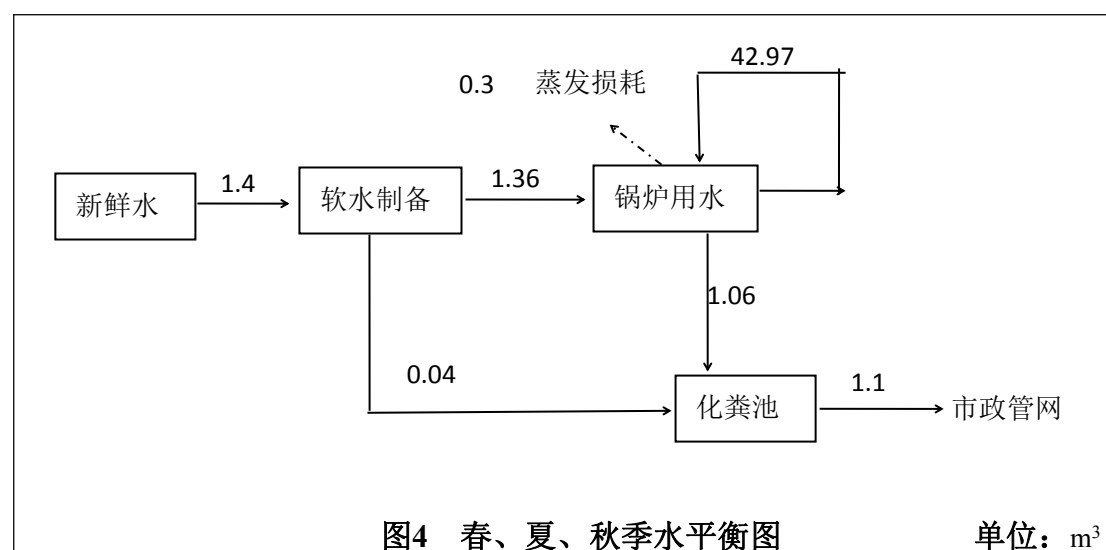 42.97
0.3 蒸发损耗
新鲜水
1.4
软水制备
1.36
锅炉用水
1.06
0.04
化粪池
1.1
市政管网
图4 春、夏、秋季水平衡图 单位：m³